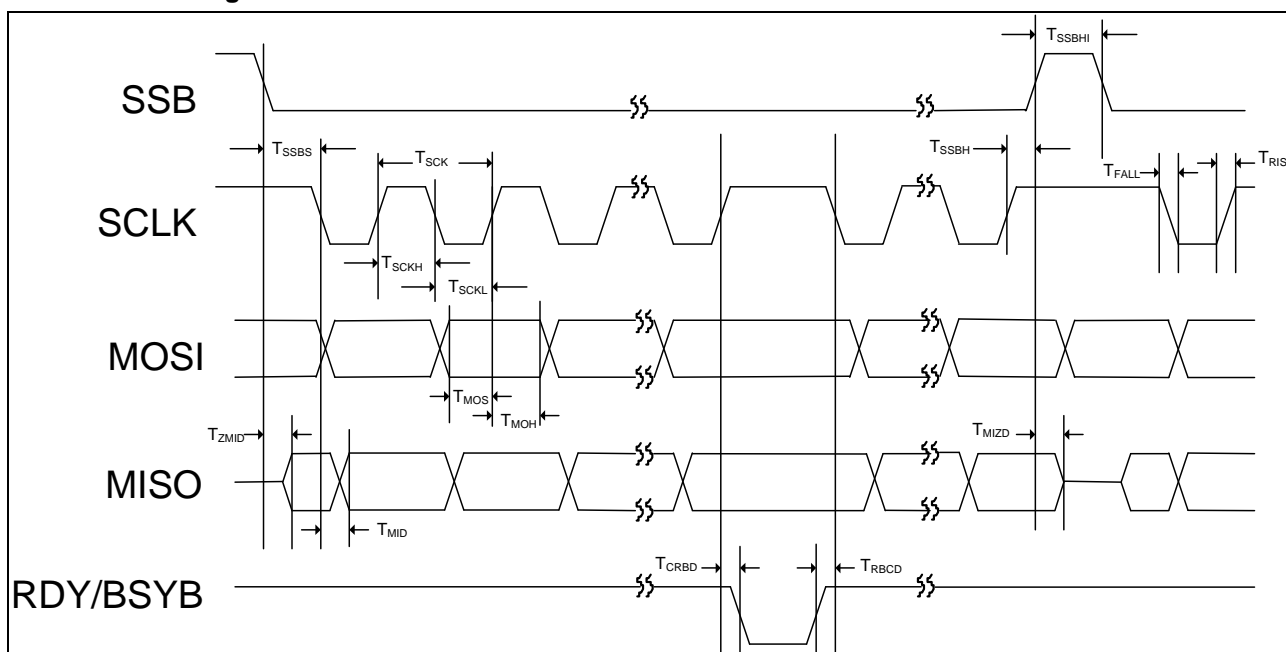 T_SSBHI
SSB
T_SSBS
T_SCK
T_SSBH
T_FALL
T_RIS
SCLK
T_SCKH
T_SCKL
MOSI
T_MOS
T_MOH
T_ZMID
T_MIZD
MISO
T_MID
T_CRBD
T_RBCD
RDY/BSYB